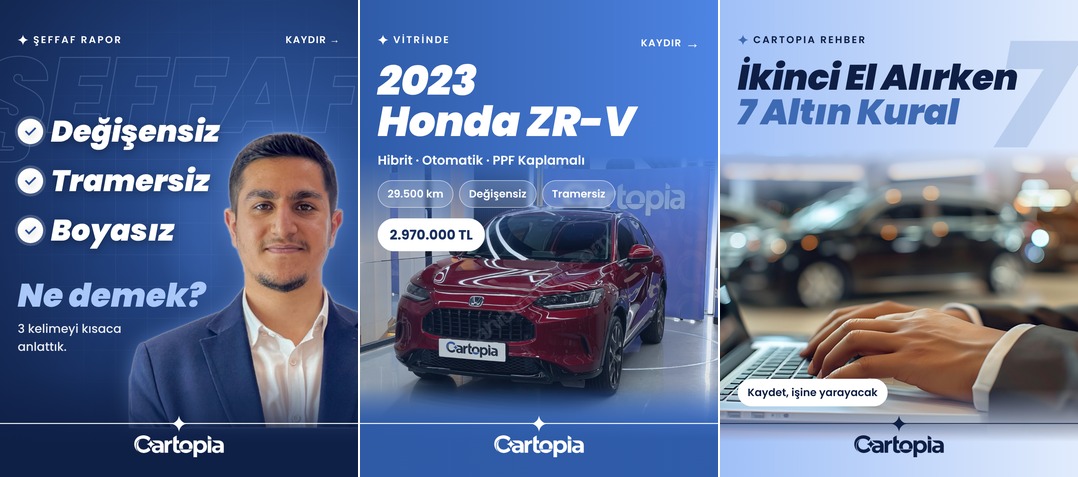 ŞEFFAF RAPOR
KAYDIR →
ŞEFFAF
Değişensiz
Tramersiz
Boyasız
Ne demek?
3 kelimeyi kısaca
anlattık.
Cartopia
VİTRİNDE
KAYDIR →
2023
Honda ZR-V
Hibrit · Otomatik · PPF Kaplamalı
29.500 km
Değişensiz
Tramersiz
2.970.000 TL
Cartopia
Cartopia
CARTOPIA REHBER
7
İkinci El Alırken
7 Altın Kural
Kaydet, işine yarayacak
Cartopia